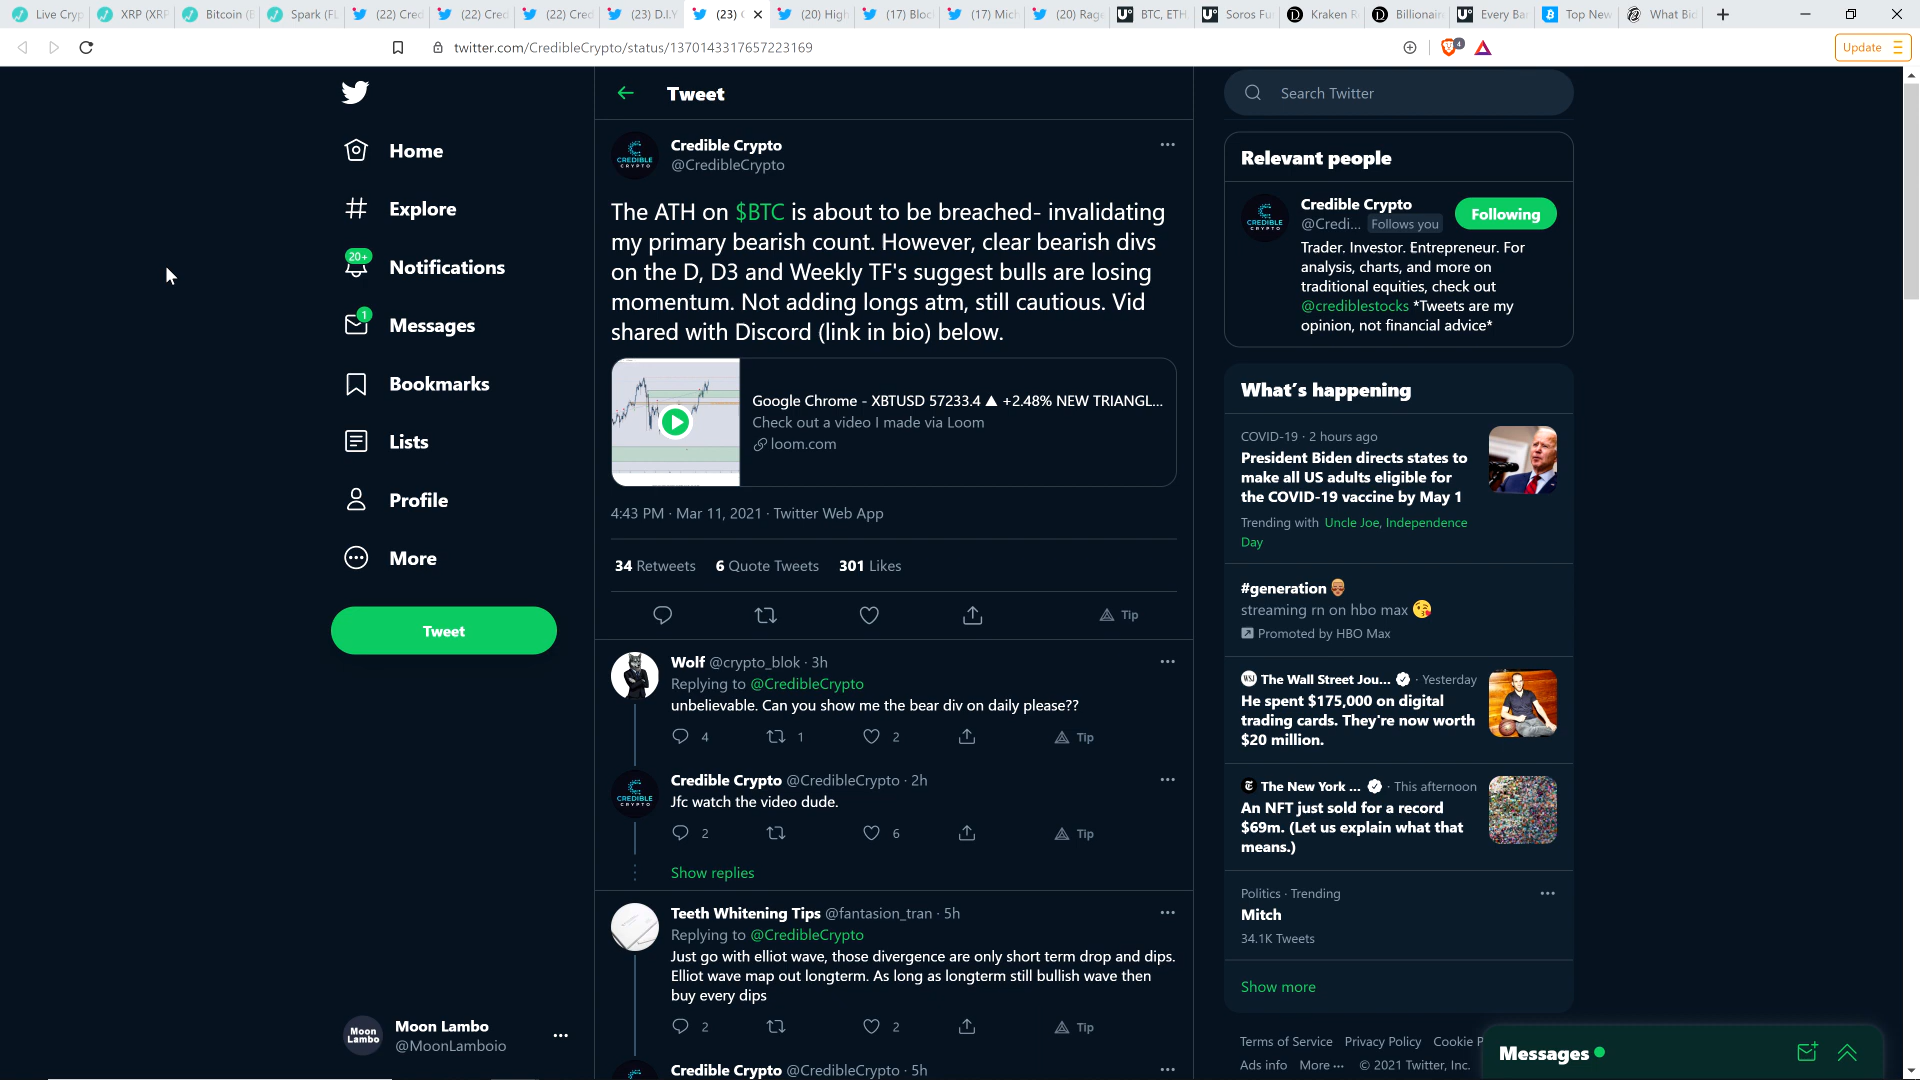 Live Cryp
XRP (XRP
Bitcoin (E
Spark (FL
(22) Cred
(22) Cred
(22) Cred
(23) D.I.Y
(23)
(20) High
(17) Bloc
(17) Mich
(20) Rag
BTC, ETH
Soros Fu
Kraken R
Billionair
Every Ba
Top New
What Bi
twitter.com/CredibleCrypto/status/1370143317657223169
4
Update
Home
Explore
20+
Notifications
1
Messages
Bookmarks
Lists
Profile
More
Tweet
Moon Lambo
Moon Lambo
@MoonLamboio
Tweet
CREDIBLE CRYPTO
Credible Crypto
@CredibleCrypto
The ATH on $BTC is about to be breached- invalidating
my primary bearish count. However, clear bearish divs
on the D, D3 and Weekly TF's suggest bulls are losing
momentum. Not adding longs atm, still cautious. Vid
shared with Discord (link in bio) below.
Google Chrome - XBTUSD 57233.4 ▲ +2.48% NEW TRIANGL...
Check out a video I made via Loom
loom.com
4:43 PM · Mar 11, 2021 · Twitter Web App
34 Retweets 6 Quote Tweets 301 Likes
Tip
Wolf @crypto_blok · 3h
Replying to @CredibleCrypto
unbelievable. Can you show me the bear div on daily please??
4 1 2 Tip
CREDIBLE CRYPTO
Credible Crypto @CredibleCrypto · 2h
Jfc watch the video dude.
2 6 Tip
Show replies
Teeth Whitening Tips @fantasion_tran · 5h
Replying to @CredibleCrypto
Just go with elliot wave, those divergence are only short term drop and dips.
Elliot wave map out longterm. As long as longterm still bullish wave then
buy every dips
2 2 Tip
Credible Crypto @CredibleCrypto · 5h
Search Twitter
Relevant people
CREDIBLE CRYPTO
Credible Crypto
@Credi... Follows you
Following
Trader. Investor. Entrepreneur. For
analysis, charts, and more on
traditional equities, check out
@crediblestocks *Tweets are my
opinion, not financial advice*
What's happening
COVID-19 · 2 hours ago
President Biden directs states to
make all US adults eligible for
the COVID-19 vaccine by May 1
Trending with Uncle Joe, Independence
Day
#generation
streaming rn on hbo max 😘
Promoted by HBO Max
WSJ The Wall Street Jou... · Yesterday
He spent $175,000 on digital
trading cards. They're now worth
$20 million.
The New York ... · This afternoon
An NFT just sold for a record
$69m. (Let us explain what that
means.)
Politics · Trending
Mitch
34.1K Tweets
Show more
Terms of Service Privacy Policy Cookie P
Ads info More ··· © 2021 Twitter, Inc.
Messages